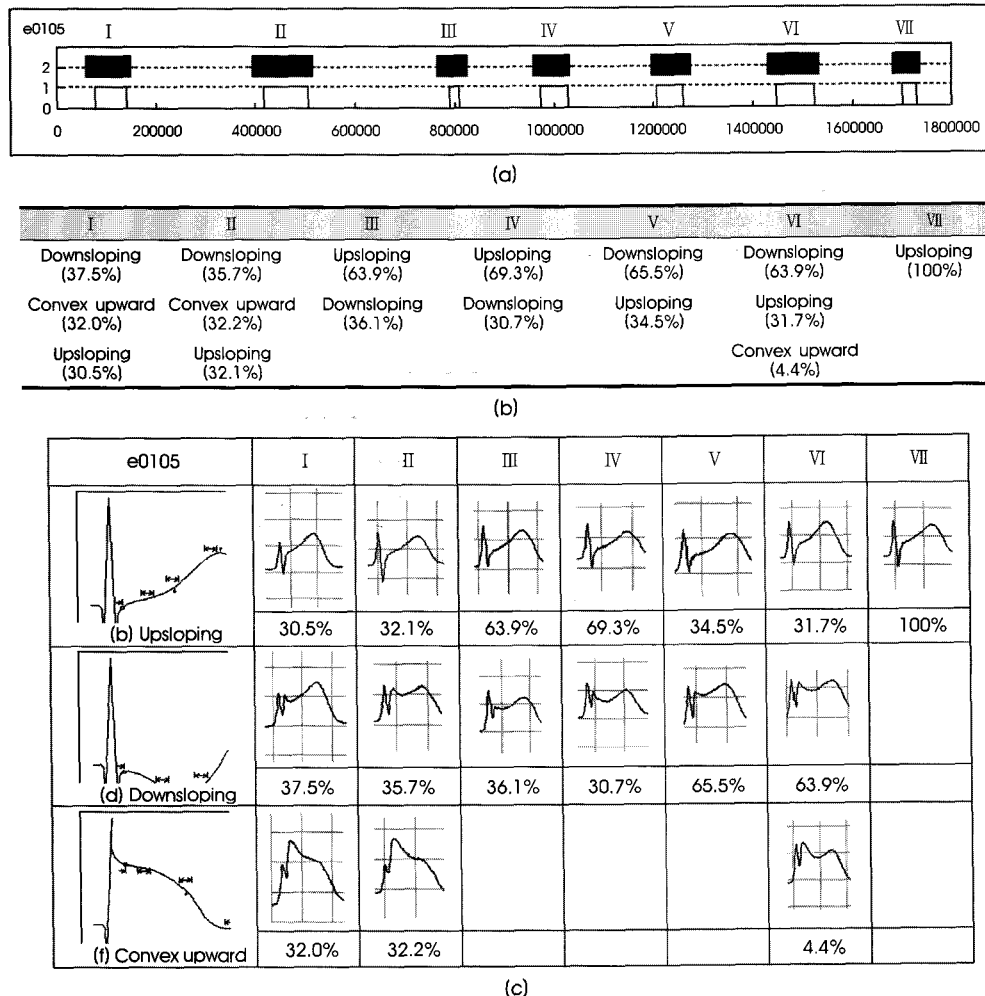 e0105 I II III IV V VI VII
2
1
0
0 200000 400000 600000 800000 1000000 1200000 1400000 1600000 1800000
(a)
I II III IV V VI VII
Downsloping Downsloping Upsloping Upsloping Downsloping Downsloping Upsloping
(37.5%) (35.7%) (63.9%) (69.3%) (65.5%) (63.9%) (100%)
Convex upward Convex upward Downsloping Downsloping Upsloping Upsloping
(32.0%) (32.2%) (36.1%) (30.7%) (34.5%) (31.7%)
Upsloping Upsloping Convex upward
(30.5%) (32.1%) (4.4%)
(b)
e0105 I II III IV V VI VII
(b) Upsloping 30.5% 32.1% 63.9% 69.3% 34.5% 31.7% 100%
(d) Downsloping 37.5% 35.7% 36.1% 30.7% 65.5% 63.9%
(f) Convex upward 32.0% 32.2% 4.4%
(c)